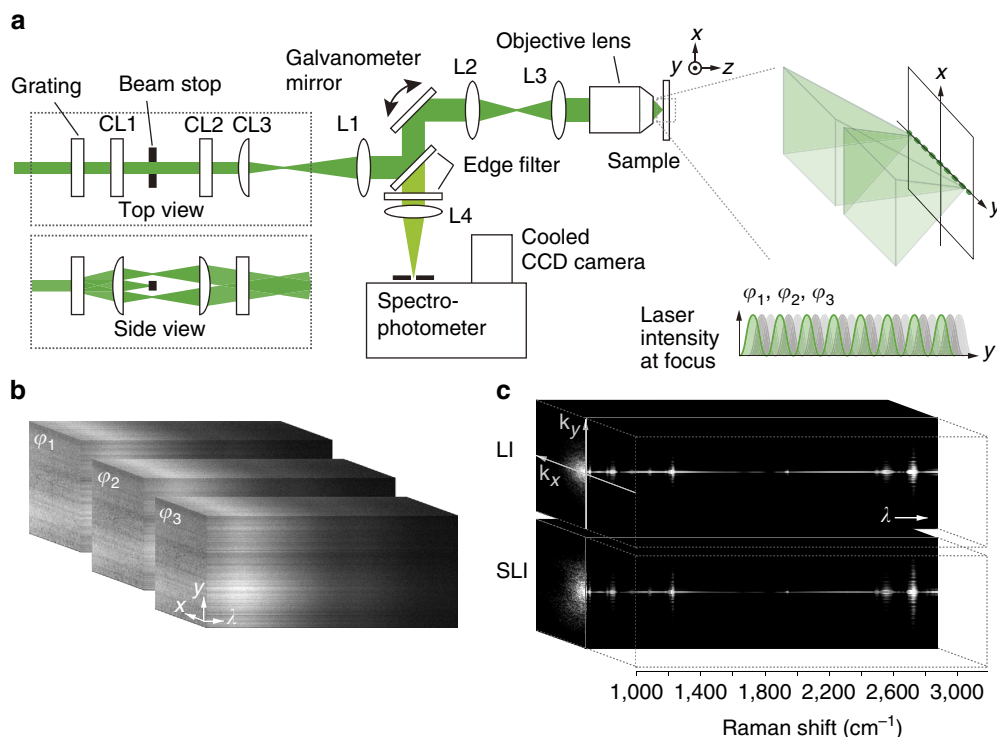 a
Grating
Beam stop
Galvanometer
mirror
CL1
CL2
CL3
L1
L2
L3
Objective lens
x
y
z
Sample
Edge filter
L4
Top view
Side view
Cooled
CCD camera
Spectro-
photometer
x
y
φ1, φ2, φ3
Laser
intensity
at focus
y
b
φ1
φ2
φ3
y
x
λ
c
LI
ky
kx
λ
SLI
1,000 1,400 1,800 2,200 2,600 3,000
Raman shift (cm⁻¹)